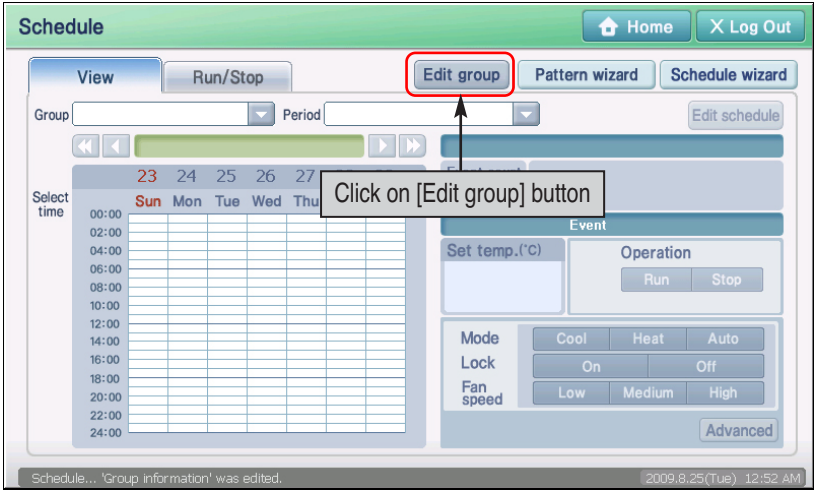 Schedule
Home
X Log Out
View
Run/Stop
Edit group
Pattern wizard
Schedule wizard
Group
Period
Edit schedule
23 24 25 26 27
Sun Mon Tue Wed Thu
Click on [Edit group] button
Select
time
00:00
02:00
04:00
06:00
08:00
10:00
12:00
14:00
16:00
18:00
20:00
22:00
24:00
Event
Set temp.(°C)
Operation
Run Stop
Mode
Cool Heat Auto
Lock
On Off
Fan
speed
Low Medium High
Advanced
Schedule... 'Group information' was edited.
2009.8.25(Tue) 12:52 AM